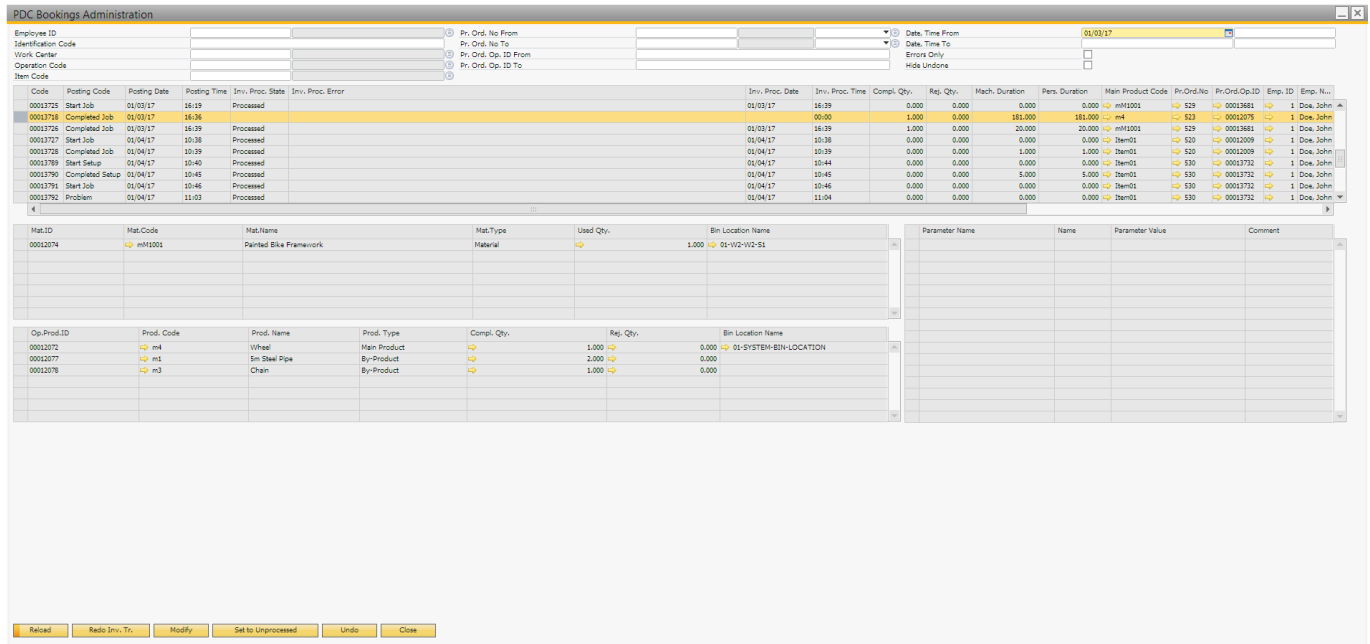 PDC Bookings Administration
Employee ID Pr. Ord. No From Date, Time From 01/03/17
Identification Code Pr. Ord. No To Date, Time To
Work Center Pr. Ord. Op. ID From Errors Only
Operation Code Pr. Ord. Op. ID To Hide Undone
Item Code
Code Posting Code Posting Date Posting Time Inv. Proc. State Inv. Proc. Error Inv. Proc. Date Inv. Proc. Time Compl. Qty. Rej. Qty. Mach. Duration Pers. Duration Main Product Code Pr.Ord.No Pr.Ord.Op.ID Emp. ID Emp. N...
00013725 Start Job 01/03/17 16:19 Processed 01/03/17 16:39 0.000 0.000 0.000 0.000 mM1001 529 00013681 1 Doe, John
00013718 Completed Job 01/03/17 16:36 00:00 1.000 0.000 181.000 181.000 m4 523 00012075 1 Doe, John
00013726 Completed Job 01/03/17 16:39 Processed 01/03/17 16:39 1.000 0.000 20.000 20.000 mM1001 529 00013681 1 Doe, John
00013727 Start Job 01/04/17 10:38 Processed 01/04/17 10:38 0.000 0.000 0.000 0.000 Item01 520 00012009 1 Doe, John
00013728 Completed Job 01/04/17 10:39 Processed 01/04/17 10:39 0.000 0.000 1.000 1.000 Item01 520 00012009 1 Doe, John
00013789 Start Setup 01/04/17 10:40 Processed 01/04/17 10:44 0.000 0.000 0.000 0.000 Item01 530 00013732 1 Doe, John
00013790 Completed Setup 01/04/17 10:45 Processed 01/04/17 10:45 0.000 0.000 5.000 5.000 Item01 530 00013732 1 Doe, John
00013791 Start Job 01/04/17 10:46 Processed 01/04/17 10:46 0.000 0.000 0.000 0.000 Item01 530 00013732 1 Doe, John
00013792 Problem 01/04/17 11:03 Processed 01/04/17 11:04 0.000 0.000 0.000 0.000 Item01 530 00013732 1 Doe, John
Mat.ID Mat.Code Mat.Name Mat.Type Used Qty. Bin Location Name Parameter Name Name Parameter Value Comment
00012074 mM1001 Painted Bike Framework Material 1.000 01-W2-W2-S1
Op.Prod.ID Prod. Code Prod. Name Prod. Type Compl. Qty. Rej. Qty. Bin Location Name
00012072 m4 Wheel Main Product 1.000 0.000 01-SYSTEM-BIN-LOCATION
00012077 m1 5m Steel Pipe By-Product 2.000 0.000
00012078 m3 Chain By-Product 1.000 0.000
Reload Redo Inv. Tr. Modify Set to Unprocessed Undo Close